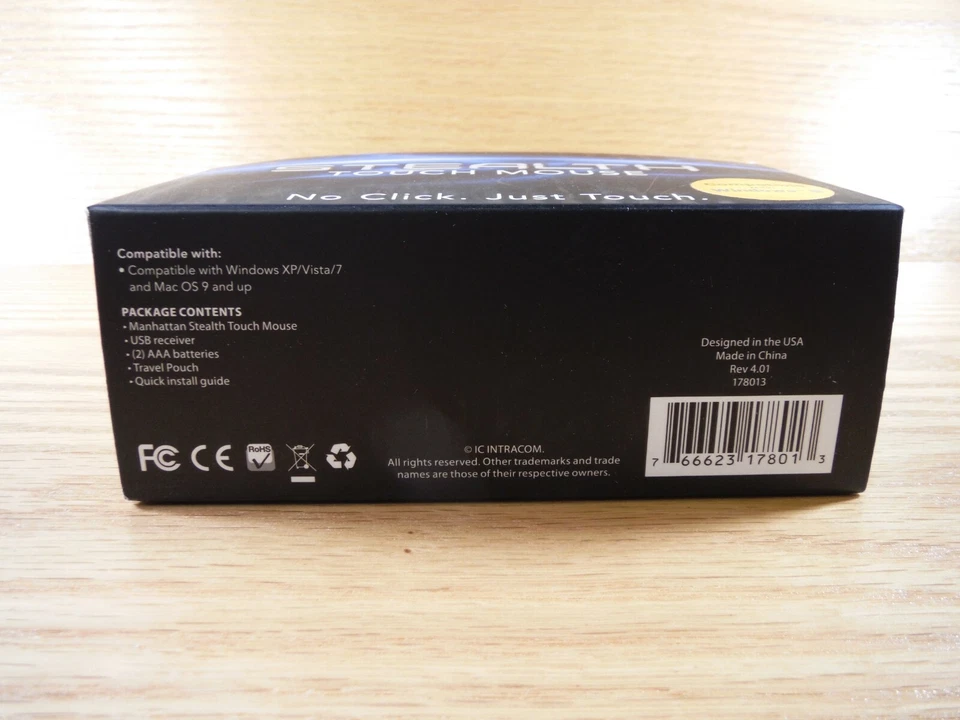 STEALTH
TOUCH MOUSE
No Click. Just Touch.
Compatible with:
• Compatible with Windows XP/Vista/7
and Mac OS 9 and up
PACKAGE CONTENTS
• Manhattan Stealth Touch Mouse
• USB receiver
• (2) AAA batteries
• Travel Pouch
• Quick install guide
FC CE RoHS
© IC INTRACOM.
All rights reserved. Other trademarks and trade
names are those of their respective owners.
Designed in the USA
Made in China
Rev 4.01
178013
7 66623 17801 3